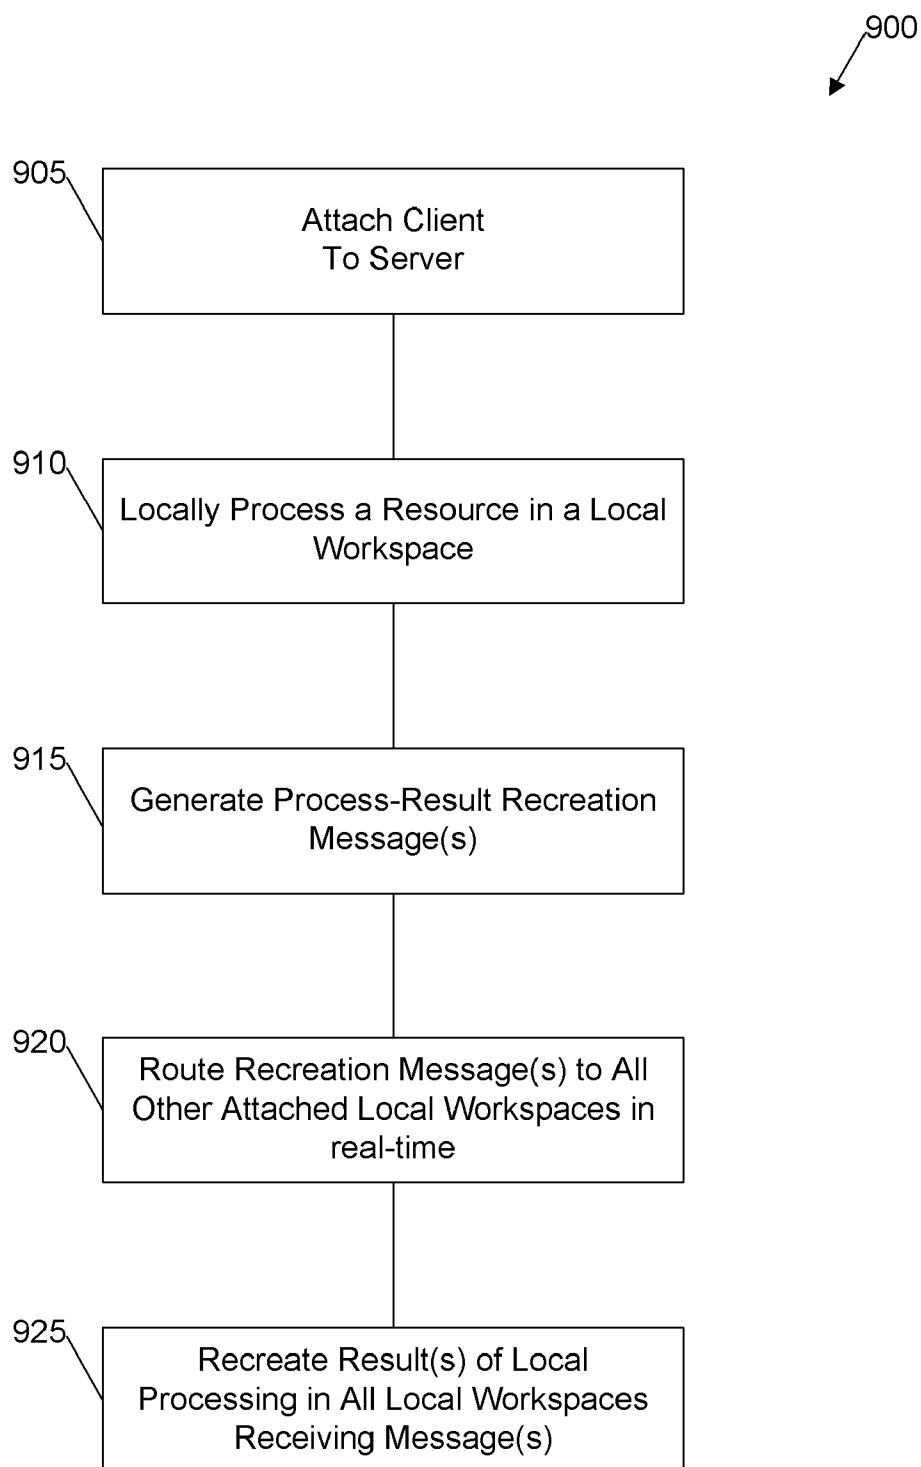 900
905
Attach Client
To Server
910
Locally Process a Resource in a Local
Workspace
915
Generate Process-Result Recreation
Message(s)
920
Route Recreation Message(s) to All
Other Attached Local Workspaces in
real-time
925
Recreate Result(s) of Local
Processing in All Local Workspaces
Receiving Message(s)